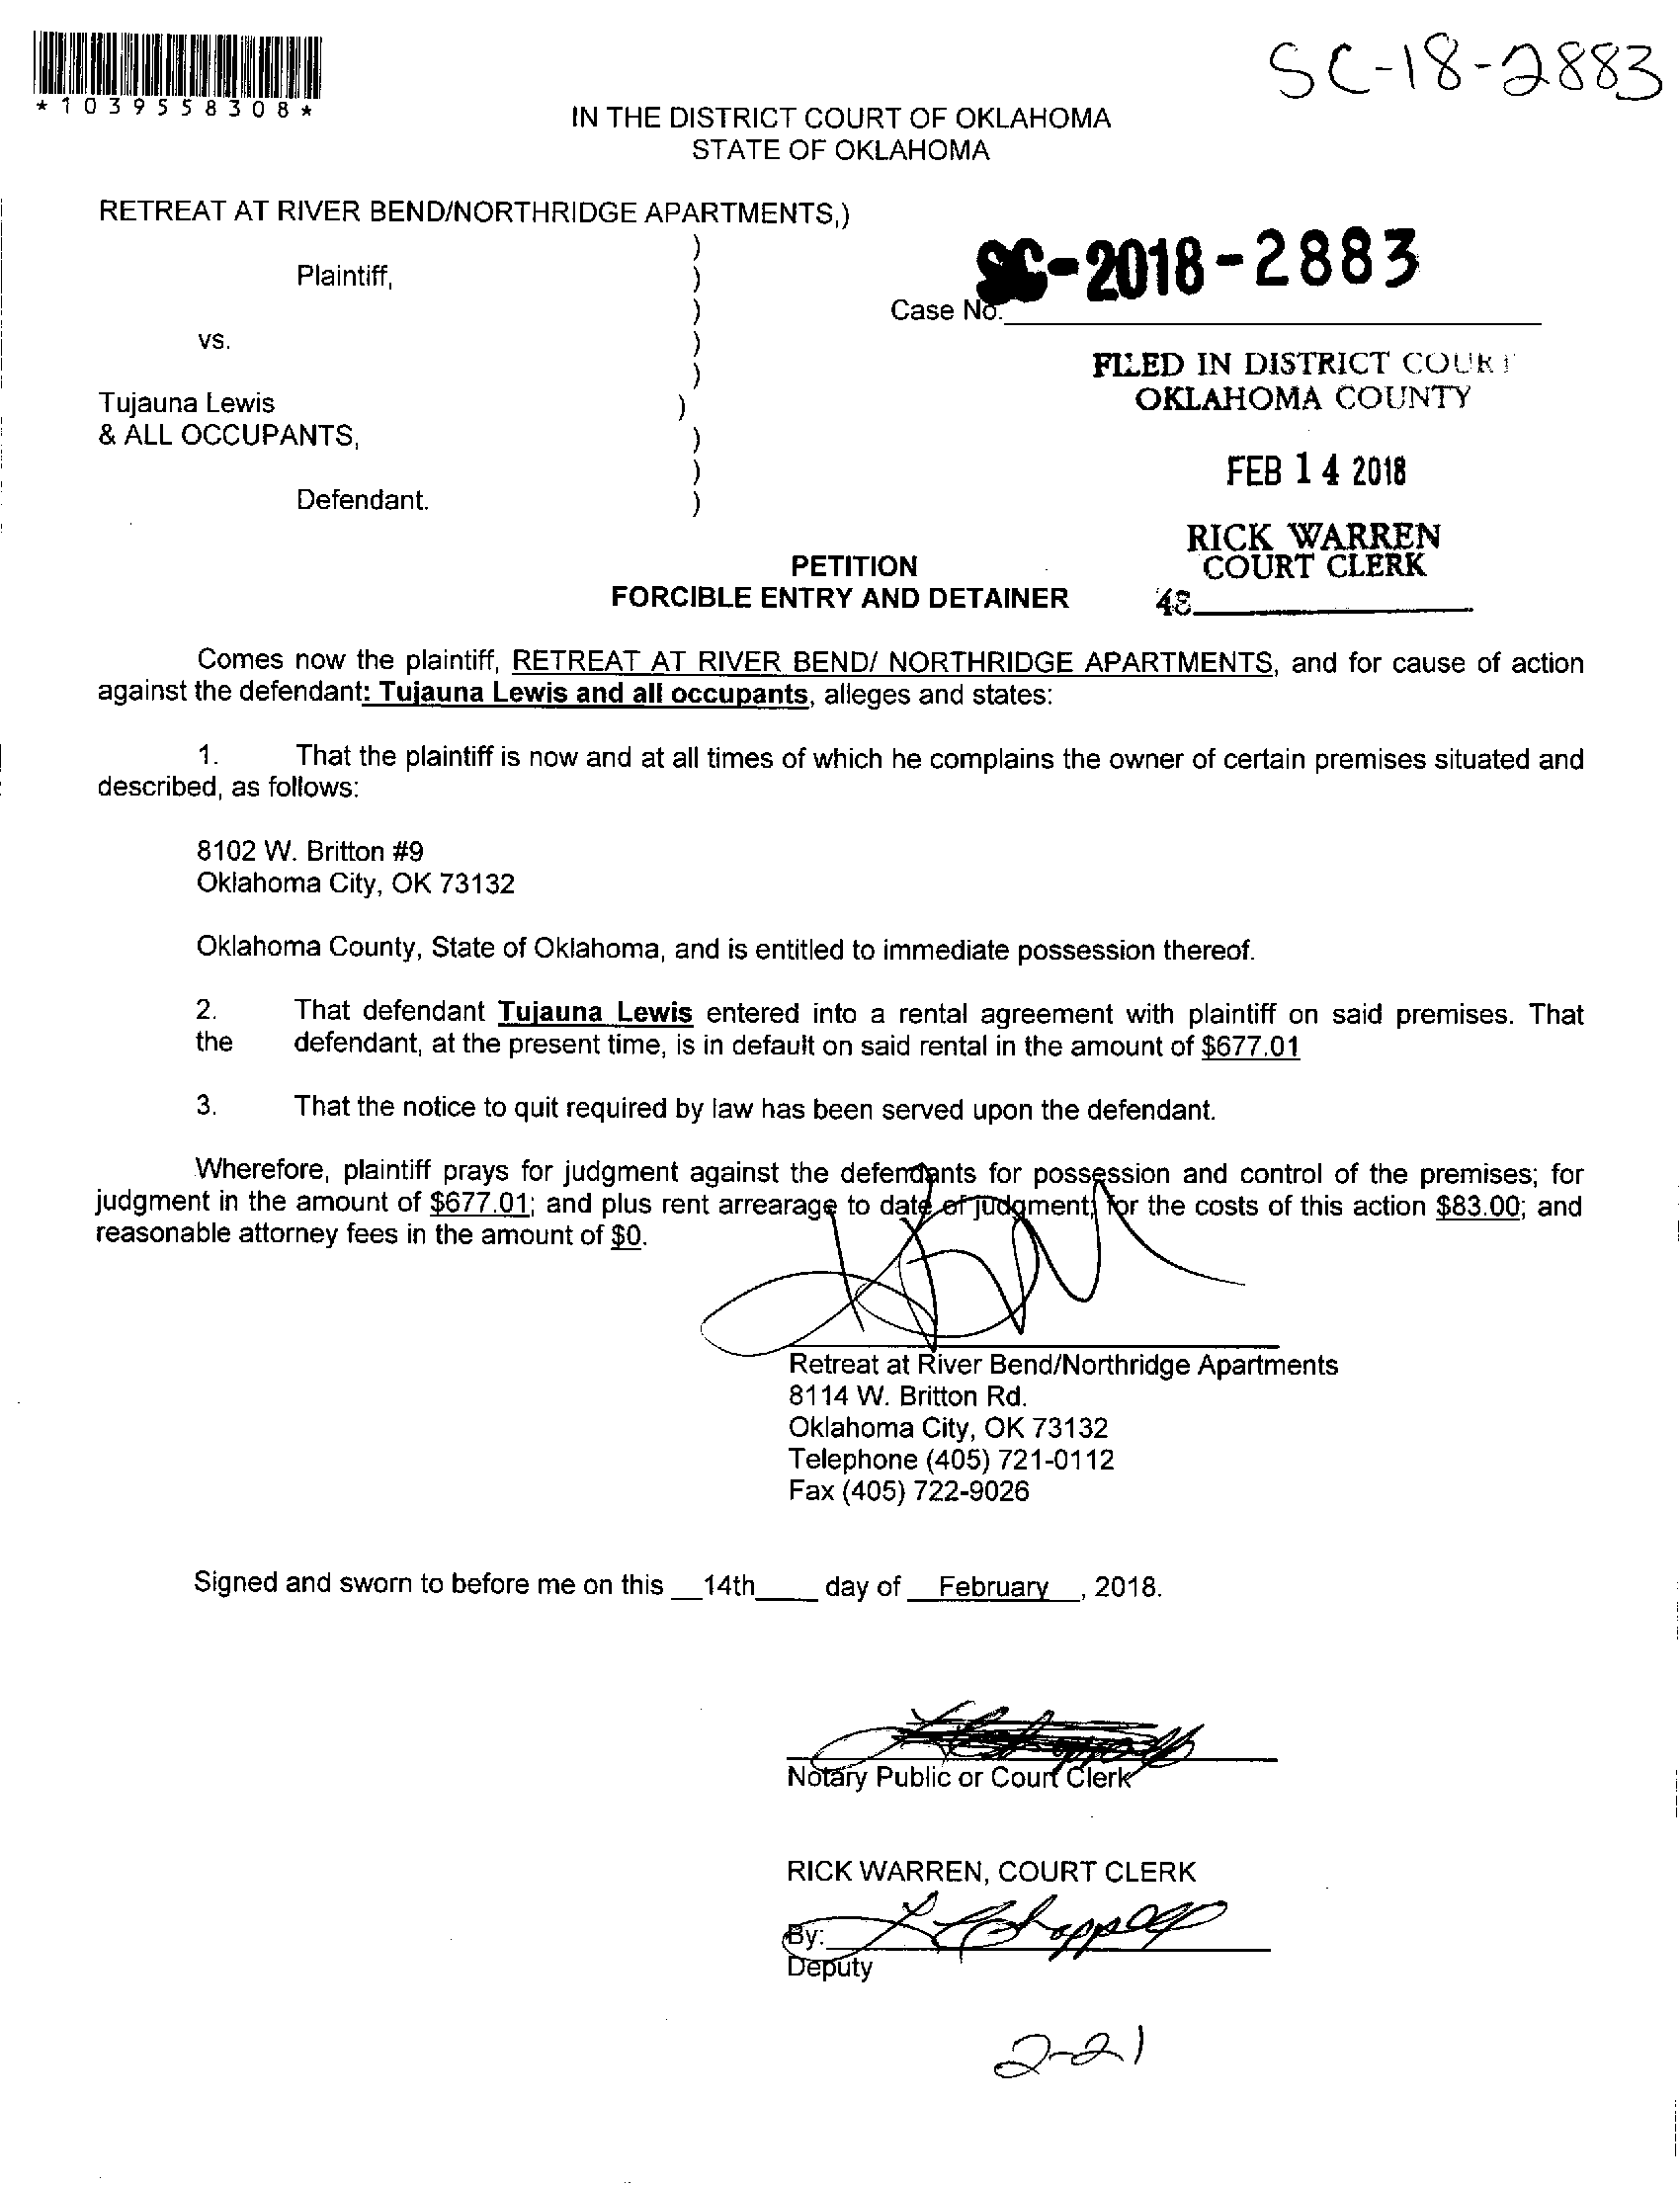 SC-18-2883
*1039558308*
IN THE DISTRICT COURT OF OKLAHOMA
STATE OF OKLAHOMA
RETREAT AT RIVER BEND/NORTHRIDGE APARTMENTS,)
)
Plaintiff, )
)
vs. )
)
Tujauna Lewis )
& ALL OCCUPANTS, )
)
Defendant. )
SC-2018-2883
Case No.
FILED IN DISTRICT COURT
OKLAHOMA COUNTY
FEB 14 2018
RICK WARREN
COURT CLERK
48
PETITION
FORCIBLE ENTRY AND DETAINER
Comes now the plaintiff, RETREAT AT RIVER BEND/ NORTHRIDGE APARTMENTS, and for cause of action
against the defendant: Tujauna Lewis and all occupants, alleges and states:
1. That the plaintiff is now and at all times of which he complains the owner of certain premises situated and
described, as follows:
8102 W. Britton #9
Oklahoma City, OK 73132
Oklahoma County, State of Oklahoma, and is entitled to immediate possession thereof.
2. That defendant Tujauna Lewis entered into a rental agreement with plaintiff on said premises. That
the defendant, at the present time, is in default on said rental in the amount of $677.01
3. That the notice to quit required by law has been served upon the defendant.
Wherefore, plaintiff prays for judgment against the defendants for possession and control of the premises; for
judgment in the amount of $677.01; and plus rent arrearage to date of judgment; for the costs of this action $83.00; and
reasonable attorney fees in the amount of $0.
Retreat at River Bend/Northridge Apartments
8114 W. Britton Rd.
Oklahoma City, OK 73132
Telephone (405) 721-0112
Fax (405) 722-9026
Signed and sworn to before me on this __14th____ day of __February__, 2018.
Notary Public or Court Clerk
RICK WARREN, COURT CLERK
By:
Deputy
2-21